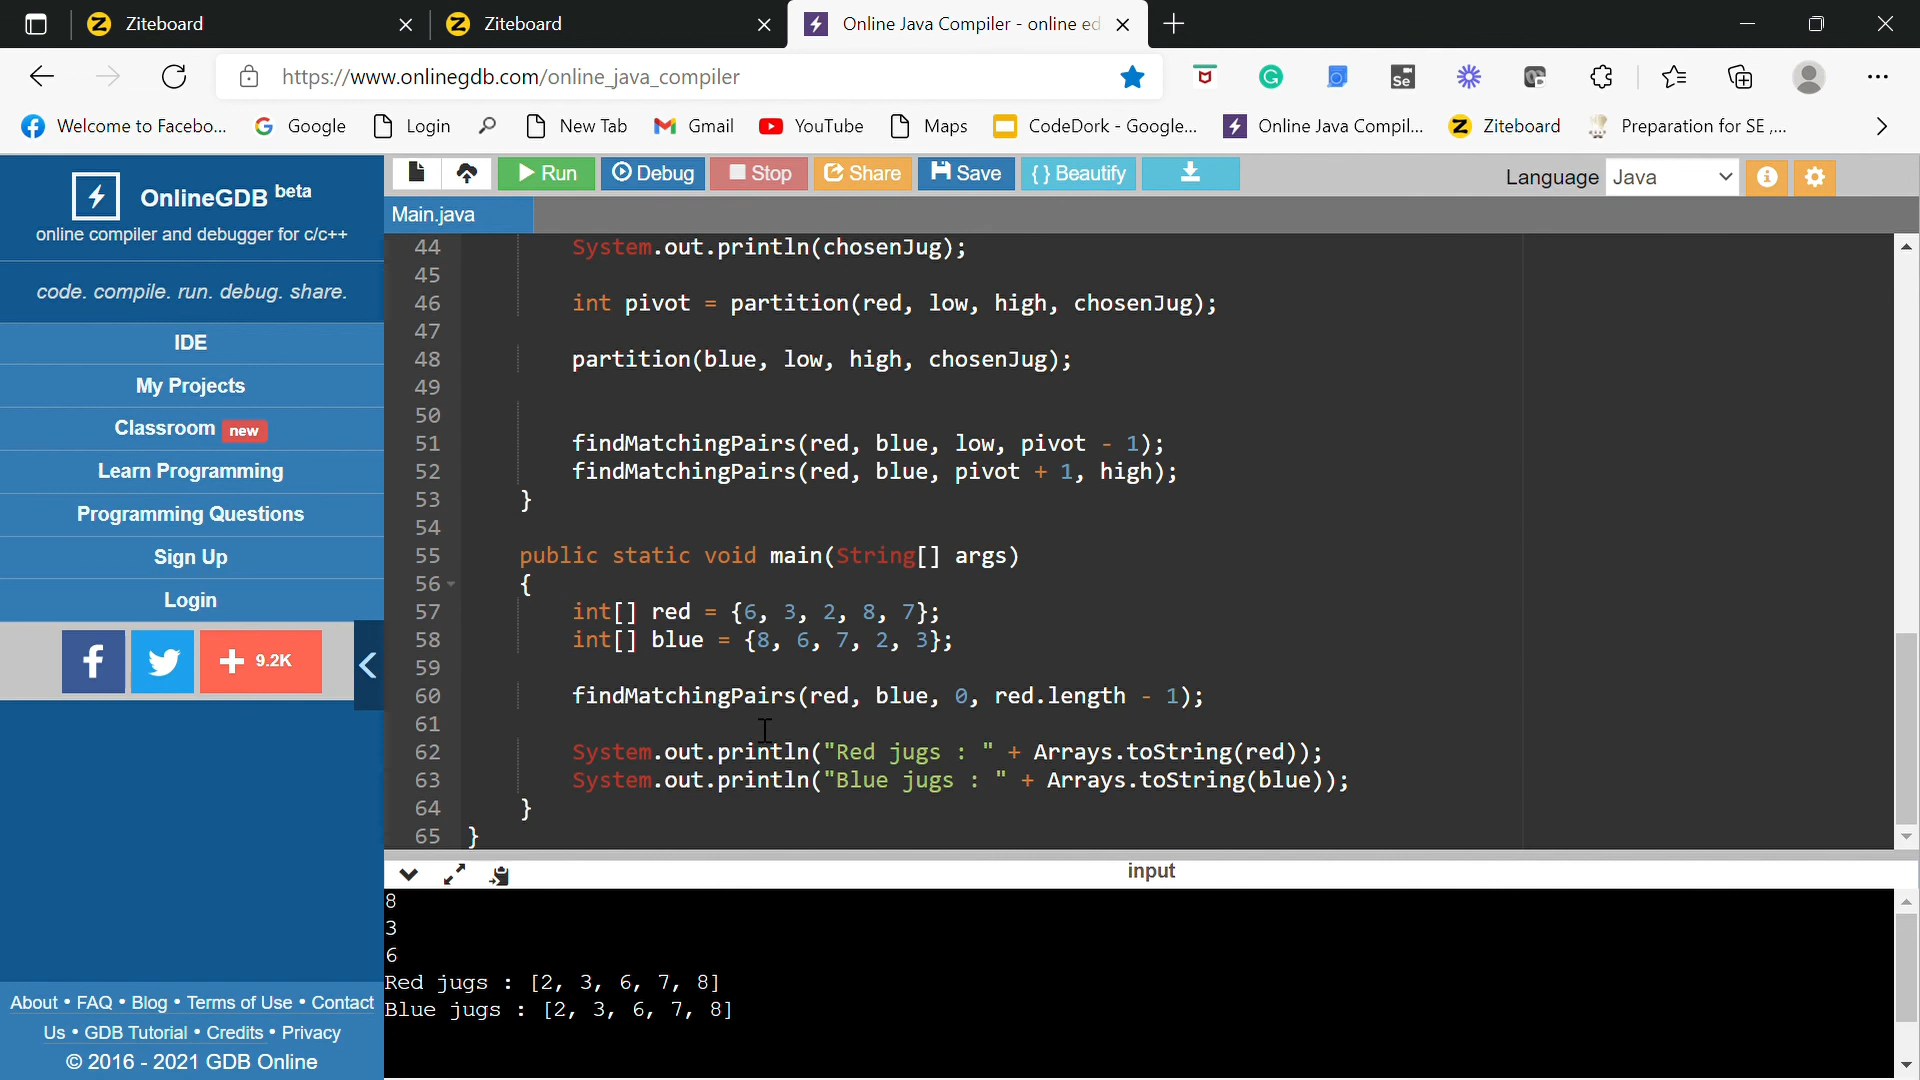 Ziteboard
Ziteboard
Online Java Compiler - online ed
https://www.onlinegdb.com/online_java_compiler
Welcome to Facebo...
Google
Login
New Tab
Gmail
YouTube
Maps
CodeDork - Google...
Online Java Compil...
Ziteboard
Preparation for SE ,...
OnlineGDB beta
online compiler and debugger for c/c++
code. compile. run. debug. share.
IDE
My Projects
Classroom new
Learn Programming
Programming Questions
Sign Up
Login
+ 9.2K
About • FAQ • Blog • Terms of Use • Contact
Us • GDB Tutorial • Credits • Privacy
© 2016 - 2021 GDB Online
Run Debug Stop Share Save { } Beautify
Language Java
Main.java
44 System.out.println(chosenJug);
45
46 int pivot = partition(red, low, high, chosenJug);
47
48 partition(blue, low, high, chosenJug);
49
50
51 findMatchingPairs(red, blue, low, pivot - 1);
52 findMatchingPairs(red, blue, pivot + 1, high);
53 }
54
55 public static void main(String[] args)
56 {
57 int[] red = {6, 3, 2, 8, 7};
58 int[] blue = {8, 6, 7, 2, 3};
59
60 findMatchingPairs(red, blue, 0, red.length - 1);
61
62 System.out.println("Red jugs : " + Arrays.toString(red));
63 System.out.println("Blue jugs : " + Arrays.toString(blue));
64 }
65 }
input
8
3
6
Red jugs : [2, 3, 6, 7, 8]
Blue jugs : [2, 3, 6, 7, 8]